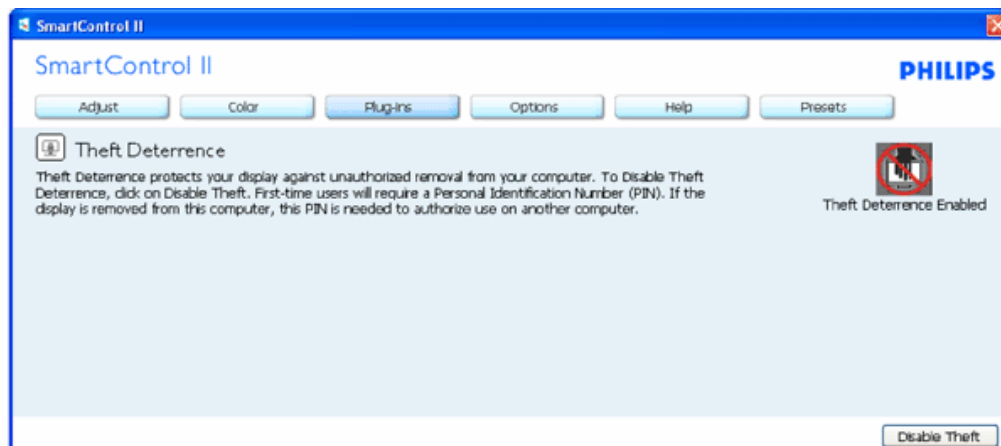 SmartControl II
SmartControl II
PHILIPS
Adjust Color Plug-Ins Options Help Presets
Theft Deterrence
Theft Deterrence protects your display against unauthorized removal from your computer. To Disable Theft
Deterrence, click on Disable Theft. First-time users will require a Personal Identification Number (PIN). If the
display is removed from this computer, this PIN is needed to authorize use on another computer.
Theft Deterrence Enabled
Disable Theft